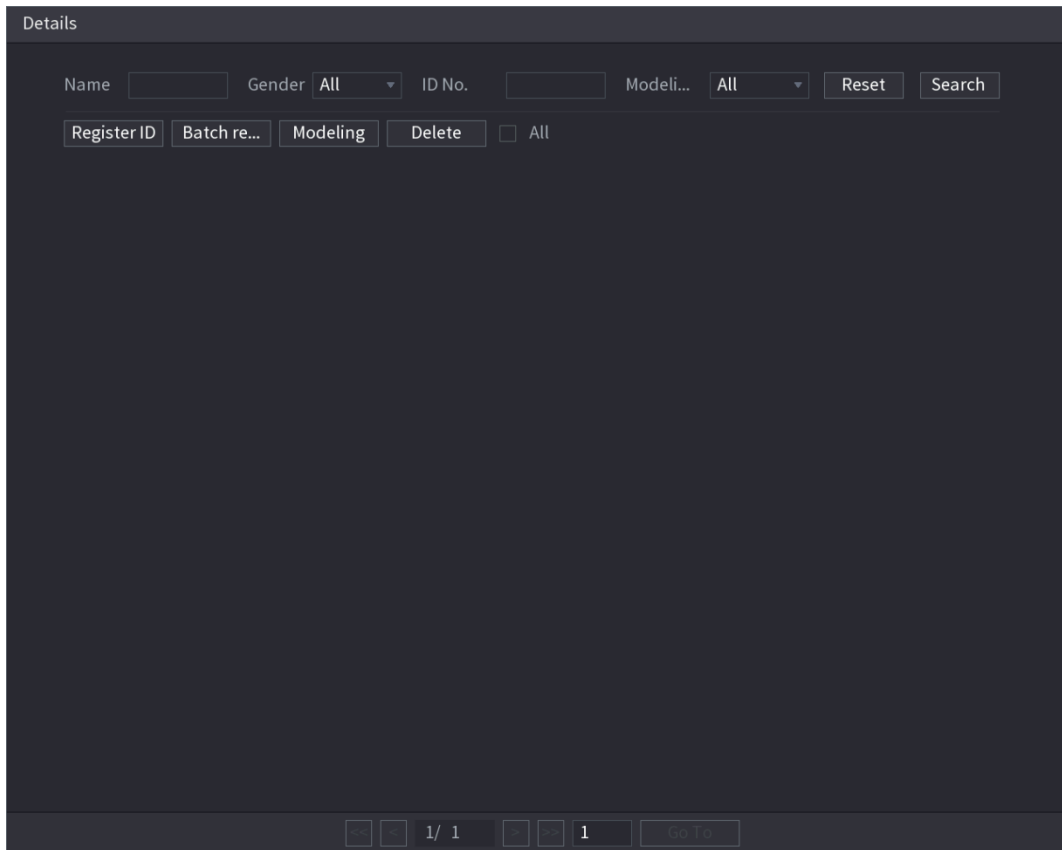 Details
Name Gender All ID No. Modeli... All Reset Search
Register ID Batch re... Modeling Delete All
<< < 1/ 1 > >> 1 Go To